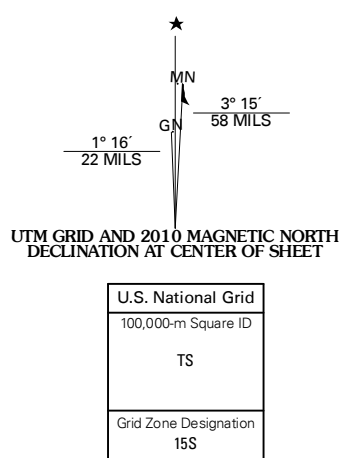 MN
3° 15´
58 MILS
GN
1° 16´
22 MILS
UTM GRID AND 2010 MAGNETIC NORTH
DECLINATION AT CENTER OF SHEET
U.S. National Grid
100,000-m Square ID
TS
Grid Zone Designation
15S